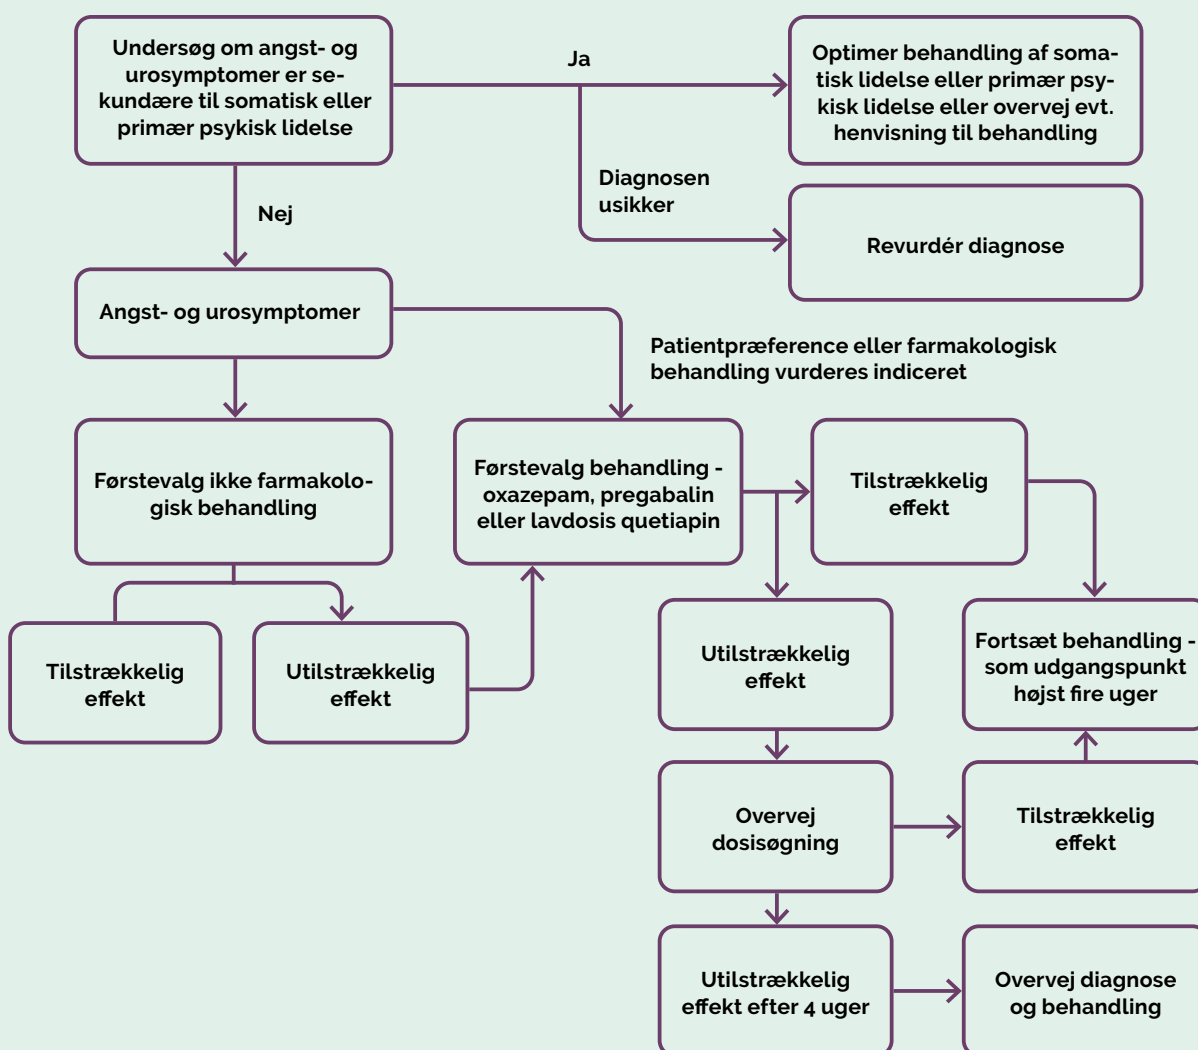 Undersøg om angst- og
urosymptomer er se-
kundære til somatisk eller
primær psykisk lidelse
Ja
Optimer behandling af soma-
tisk lidelse eller primær psy-
kisk lidelse eller overvej evt.
henvisning til behandling
Diagnosen
usikker
Nej
Revurdér diagnose
Angst- og urosymptomer
Patientpræference eller farmakologisk
behandling vurderes indiceret
Førstevalg ikke farmakolo-
gisk behandling
Førstevalg behandling -
oxazepam, pregabalin
eller lavdosis quetiapin
Tilstrækkelig
effekt
Tilstrækkelig
effekt
Utilstrækkelig
effekt
Utilstrækkelig
effekt
Fortsæt behandling -
som udgangspunkt
højst fire uger
Overvej
dosisøgning
Tilstrækkelig
effekt
Utilstrækkelig
effekt efter 4 uger
Overvej diagnose
og behandling